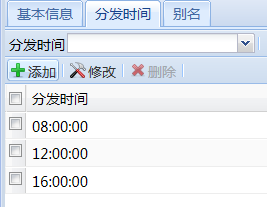 基本信息 分发时间 别名
分发时间
添加 修改 删除
分发时间
08:00:00
12:00:00
16:00:00